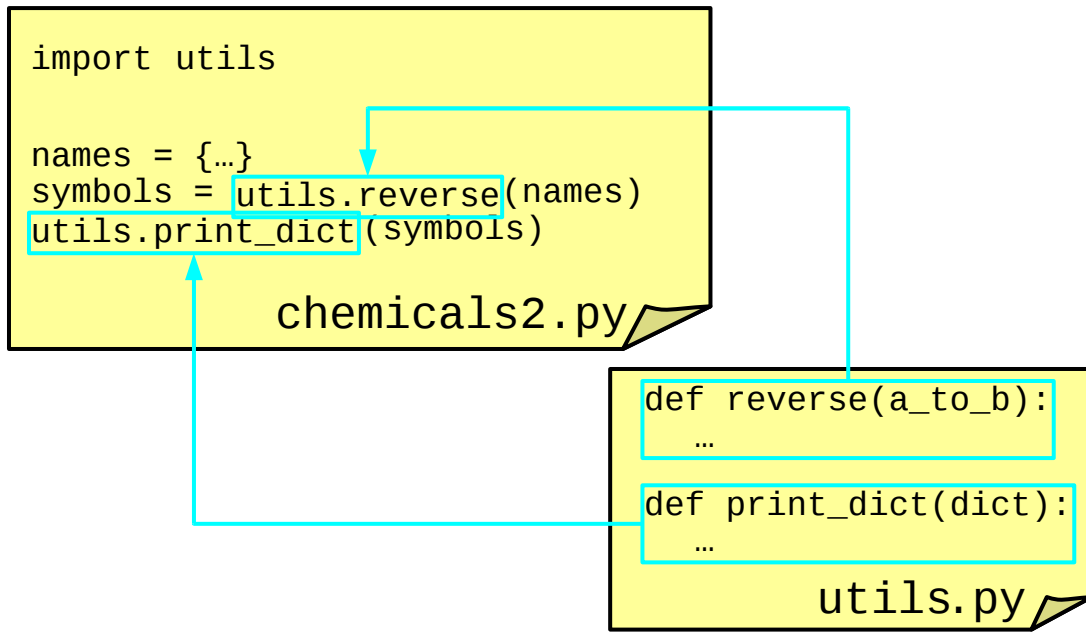 import utils
names = {…}
symbols = utils.reverse(names)
utils.print_dict(symbols)
chemicals2.py
def reverse(a_to_b):
…
def print_dict(dict):
…
utils.py